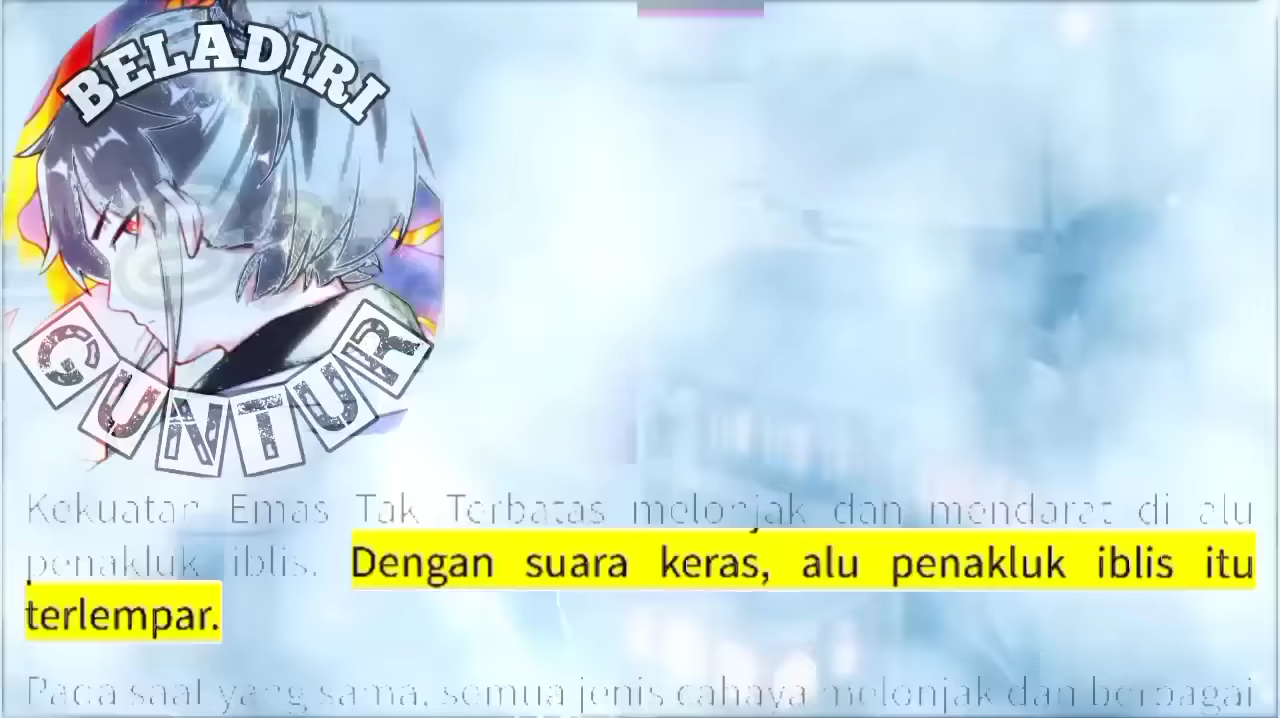 BELADIRI
GUNTUR
Kekuatan Emas Tak Terbatas melonjak dan mendarat di alu
penakluk iblis. Dengan suara keras, alu penakluk iblis itu
terlempar.
Pada saat yang sama, semua jenis cahaya melonjak dan berbagai